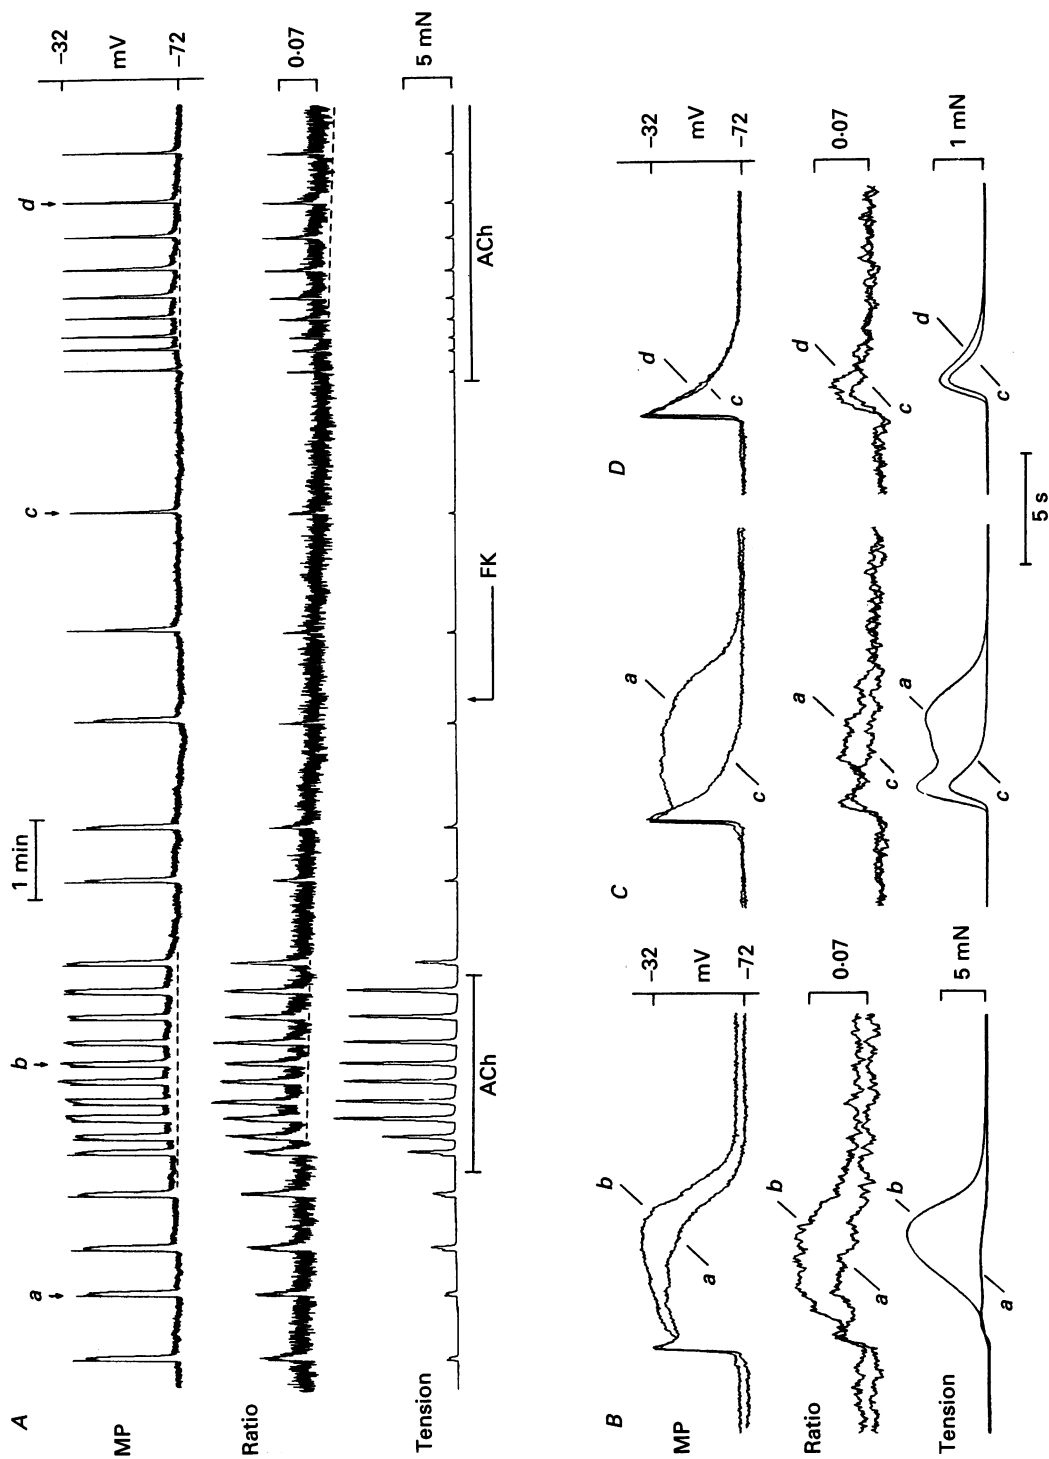 A
a
b
c
d
1 min
MP
−32
mV
−72
Ratio
0·07
Tension
5 mN
ACh
FK
ACh
B
MP
b
a
−32
mV
−72
Ratio
b
a
0·07
Tension
b
a
5 mN
C
a
c
a
c
a
c
D
d
c
−32
mV
−72
d
c
0·07
d
c
1 mN
5 s